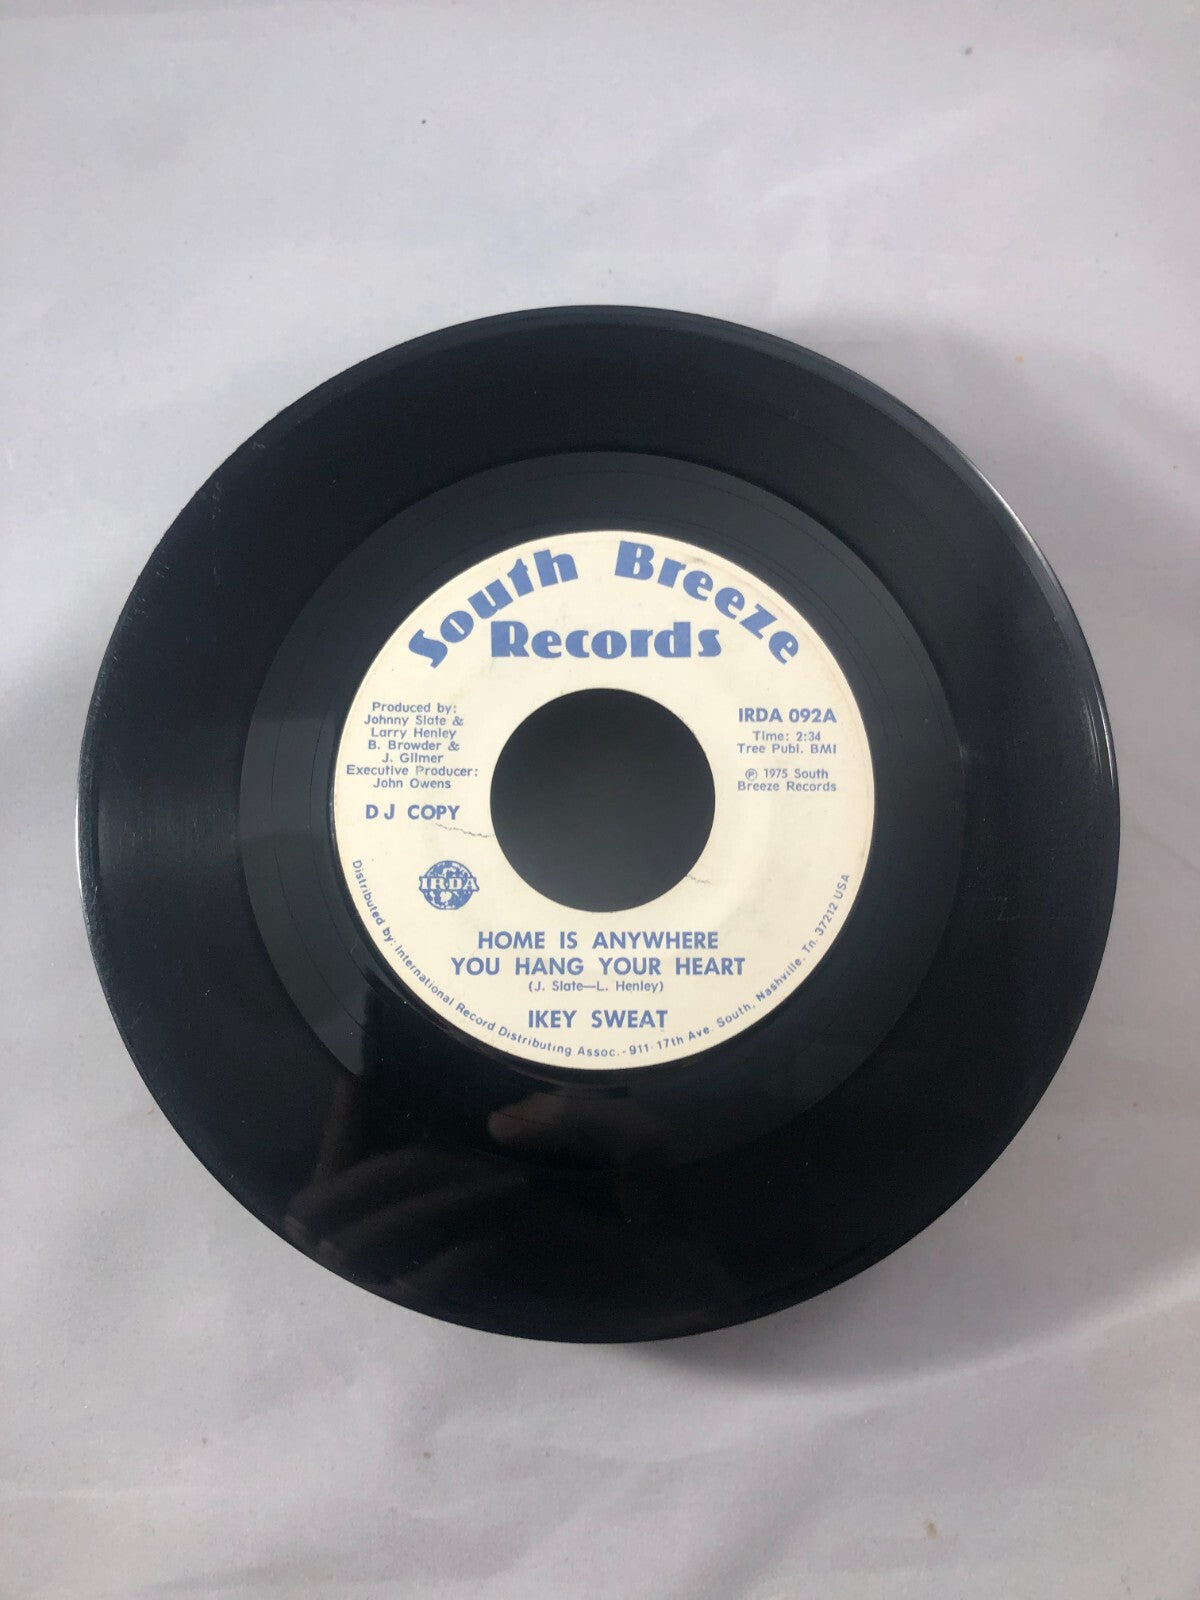 South Breeze
Records
Produced by:
Johnny Slate &
Larry Henley
B. Browder &
J. Gilmer
Executive Producer:
John Owens
DJ COPY
IRDA 092A
Time: 2:34
Tree Publ. BMI
℗ 1975 South
Breeze Records
IRDA
HOME IS ANYWHERE
YOU HANG YOUR HEART
(J. Slate—L. Henley)
IKEY SWEAT
Distributed by: International Record Distributing Assoc. - 911-17th Ave. South, Nashville, Tn. 37212 USA